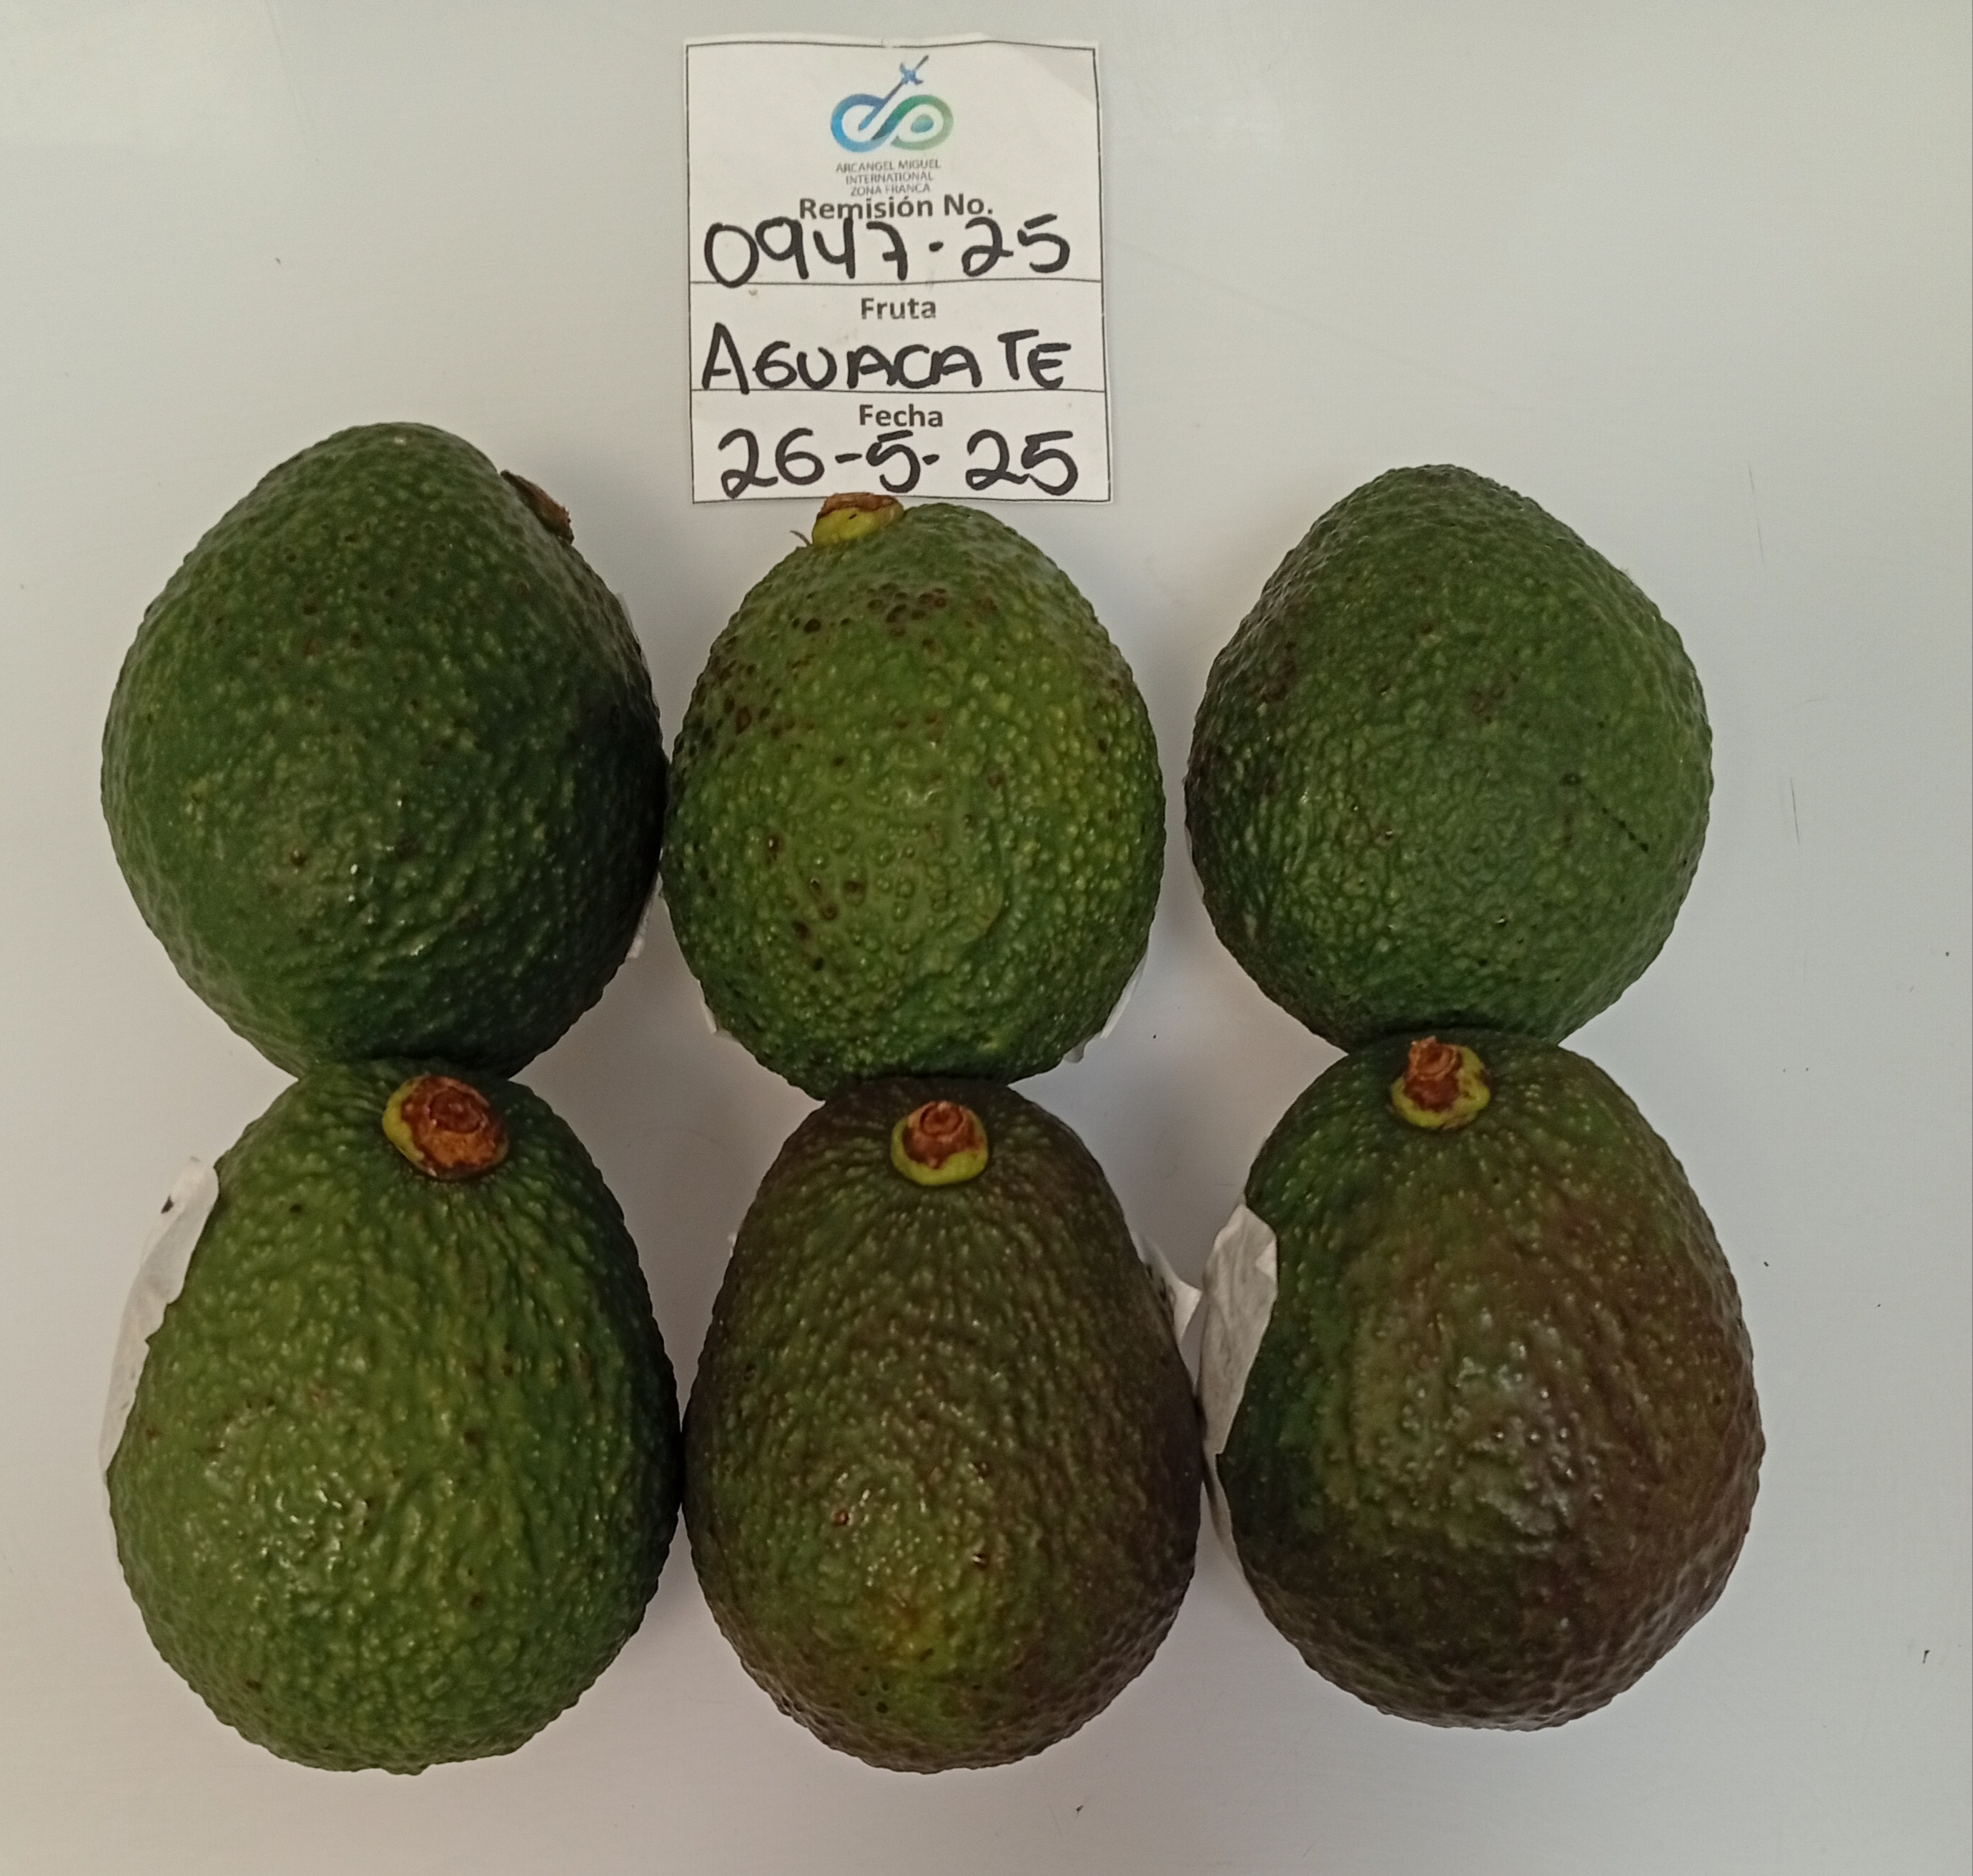 ARCANGEL MIGUEL
INTERNATIONAL
ZONA FRANCA
Remisión No.
0947-25
Fruta
AGUACATE
Fecha
26-5-25